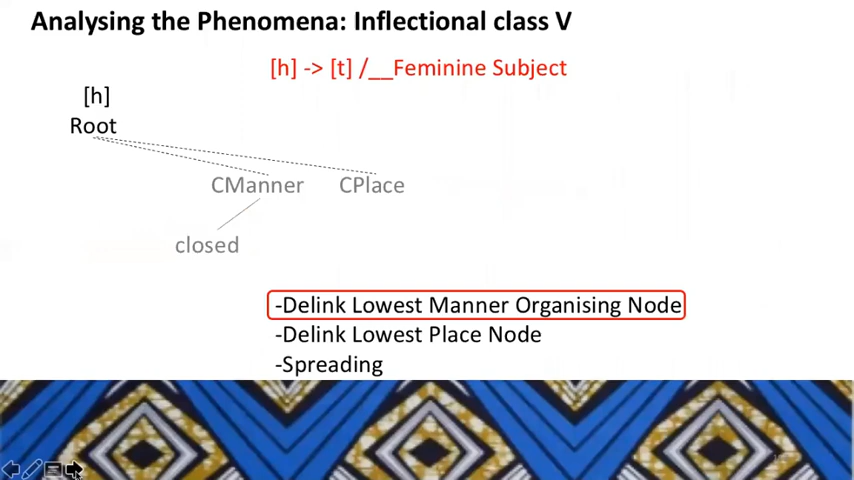 Analysing the Phenomena: Inflectional class V
[h] -> [t] /__Feminine Subject
[h]
Root
CManner CPlace
closed
-Delink Lowest Manner Organising Node
-Delink Lowest Place Node
-Spreading